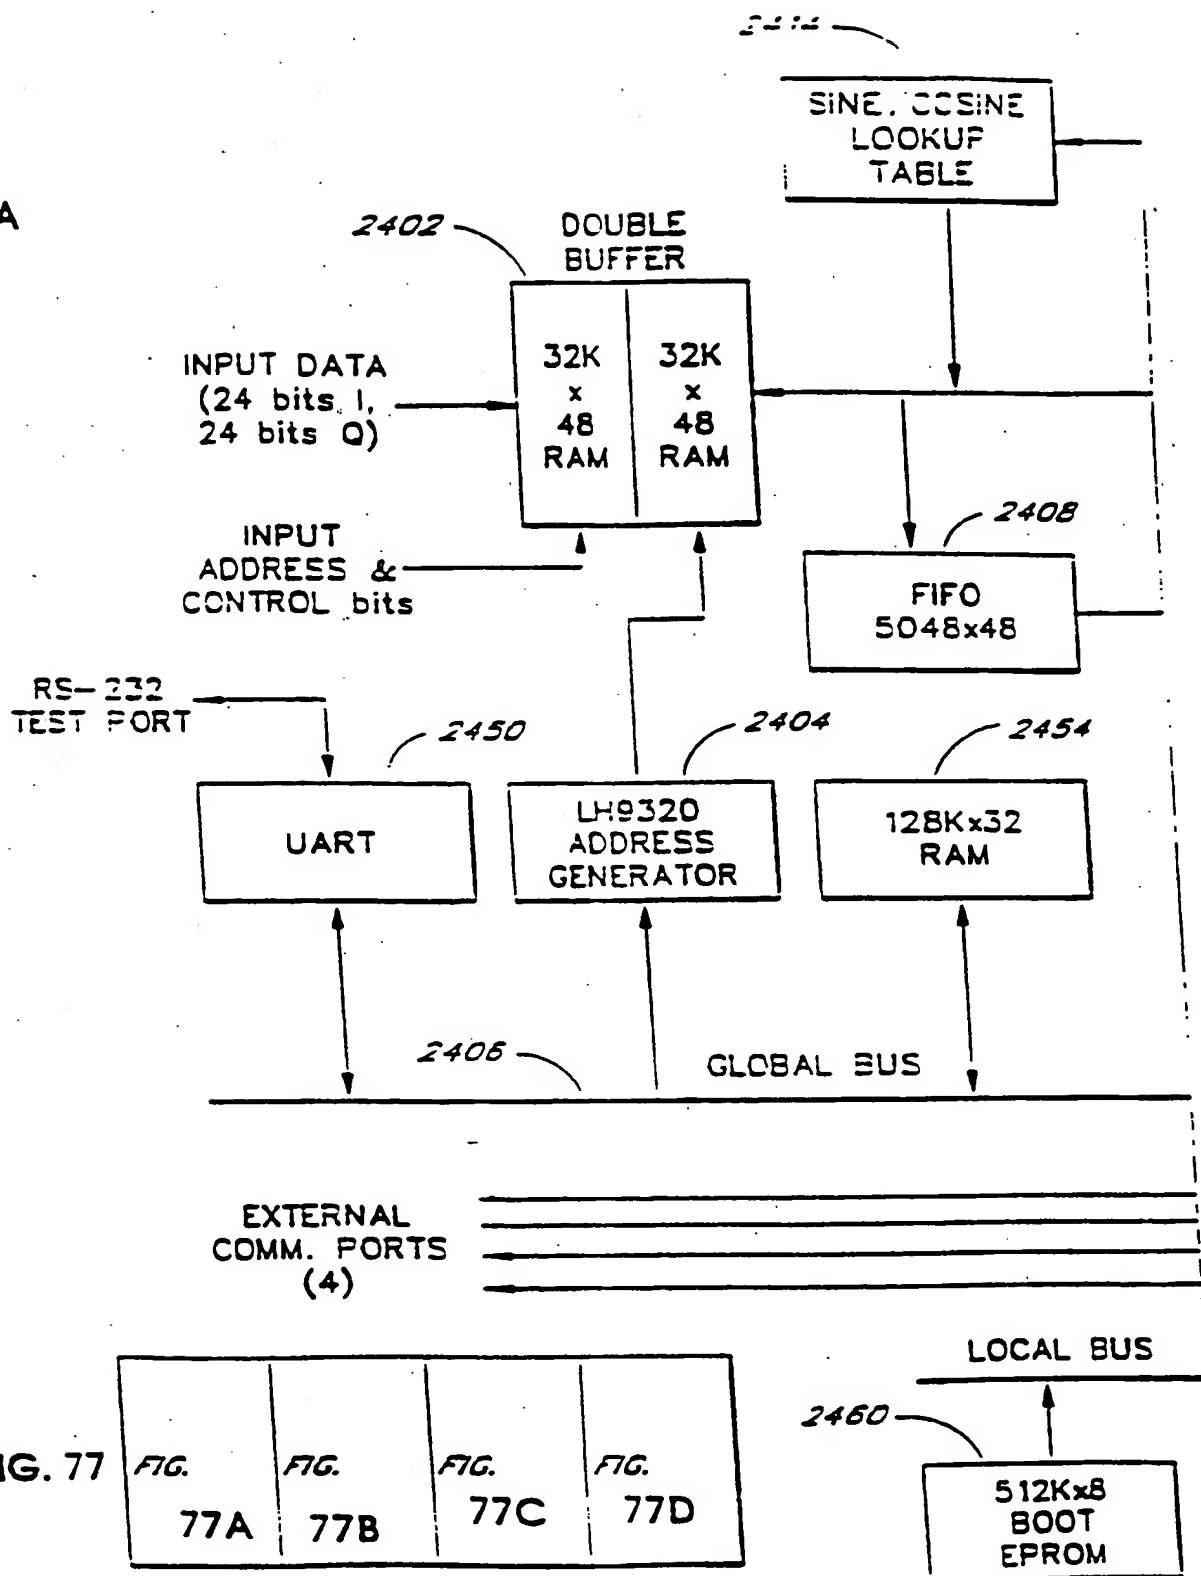 2414
SINE, COSINE
LOOKUP
TABLE
A
2402
DOUBLE
BUFFER
INPUT DATA
(24 bits I,
24 bits Q)
32K
x
48
RAM
32K
x
48
RAM
INPUT
ADDRESS &
CONTROL bits
2408
FIFO
5048x48
RS-232
TEST PORT
2450
UART
2404
LH9320
ADDRESS
GENERATOR
2454
128Kx32
RAM
2406
GLOBAL BUS
EXTERNAL
COMM. PORTS
(4)
LOCAL BUS
2460
512Kx8
BOOT
EPROM
IG. 77
FIG.
77A
FIG.
77B
FIG.
77C
FIG.
77D